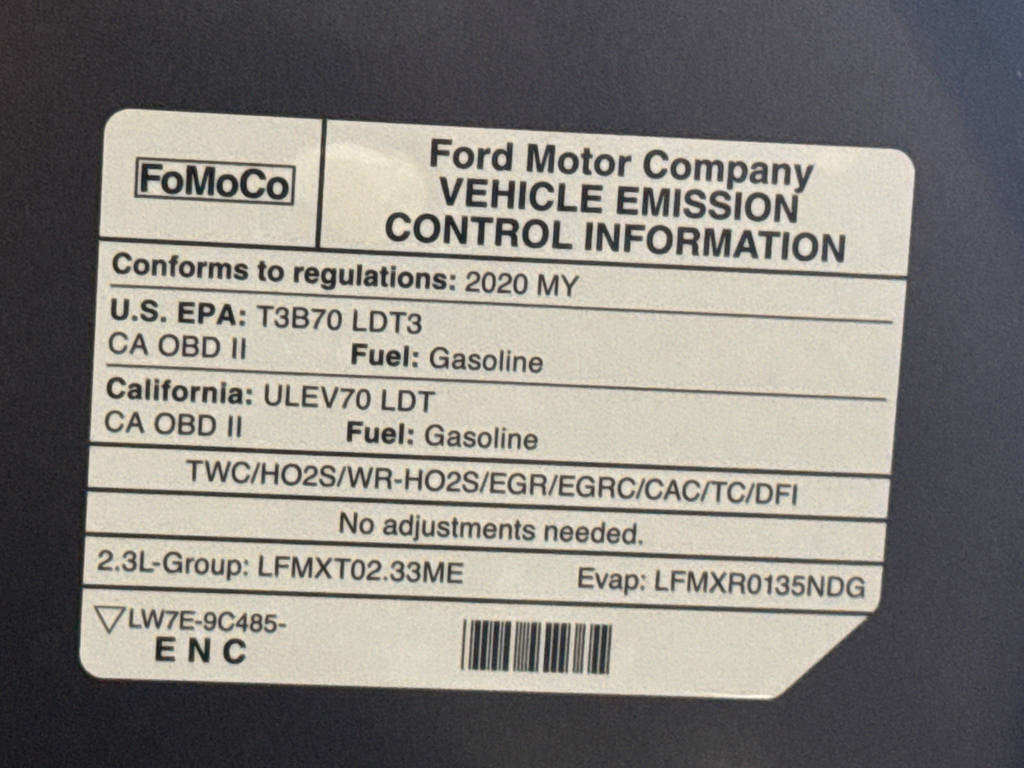 FoMoCo
Ford Motor Company
VEHICLE EMISSION
CONTROL INFORMATION
Conforms to regulations: 2020 MY
U.S. EPA: T3B70 LDT3
CA OBD II Fuel: Gasoline
California: ULEV70 LDT
CA OBD II Fuel: Gasoline
TWC/HO2S/WR-HO2S/EGR/EGRC/CAC/TC/DFI
No adjustments needed.
2.3L-Group: LFMXT02.33ME Evap: LFMXR0135NDG
LW7E-9C485-
E N C